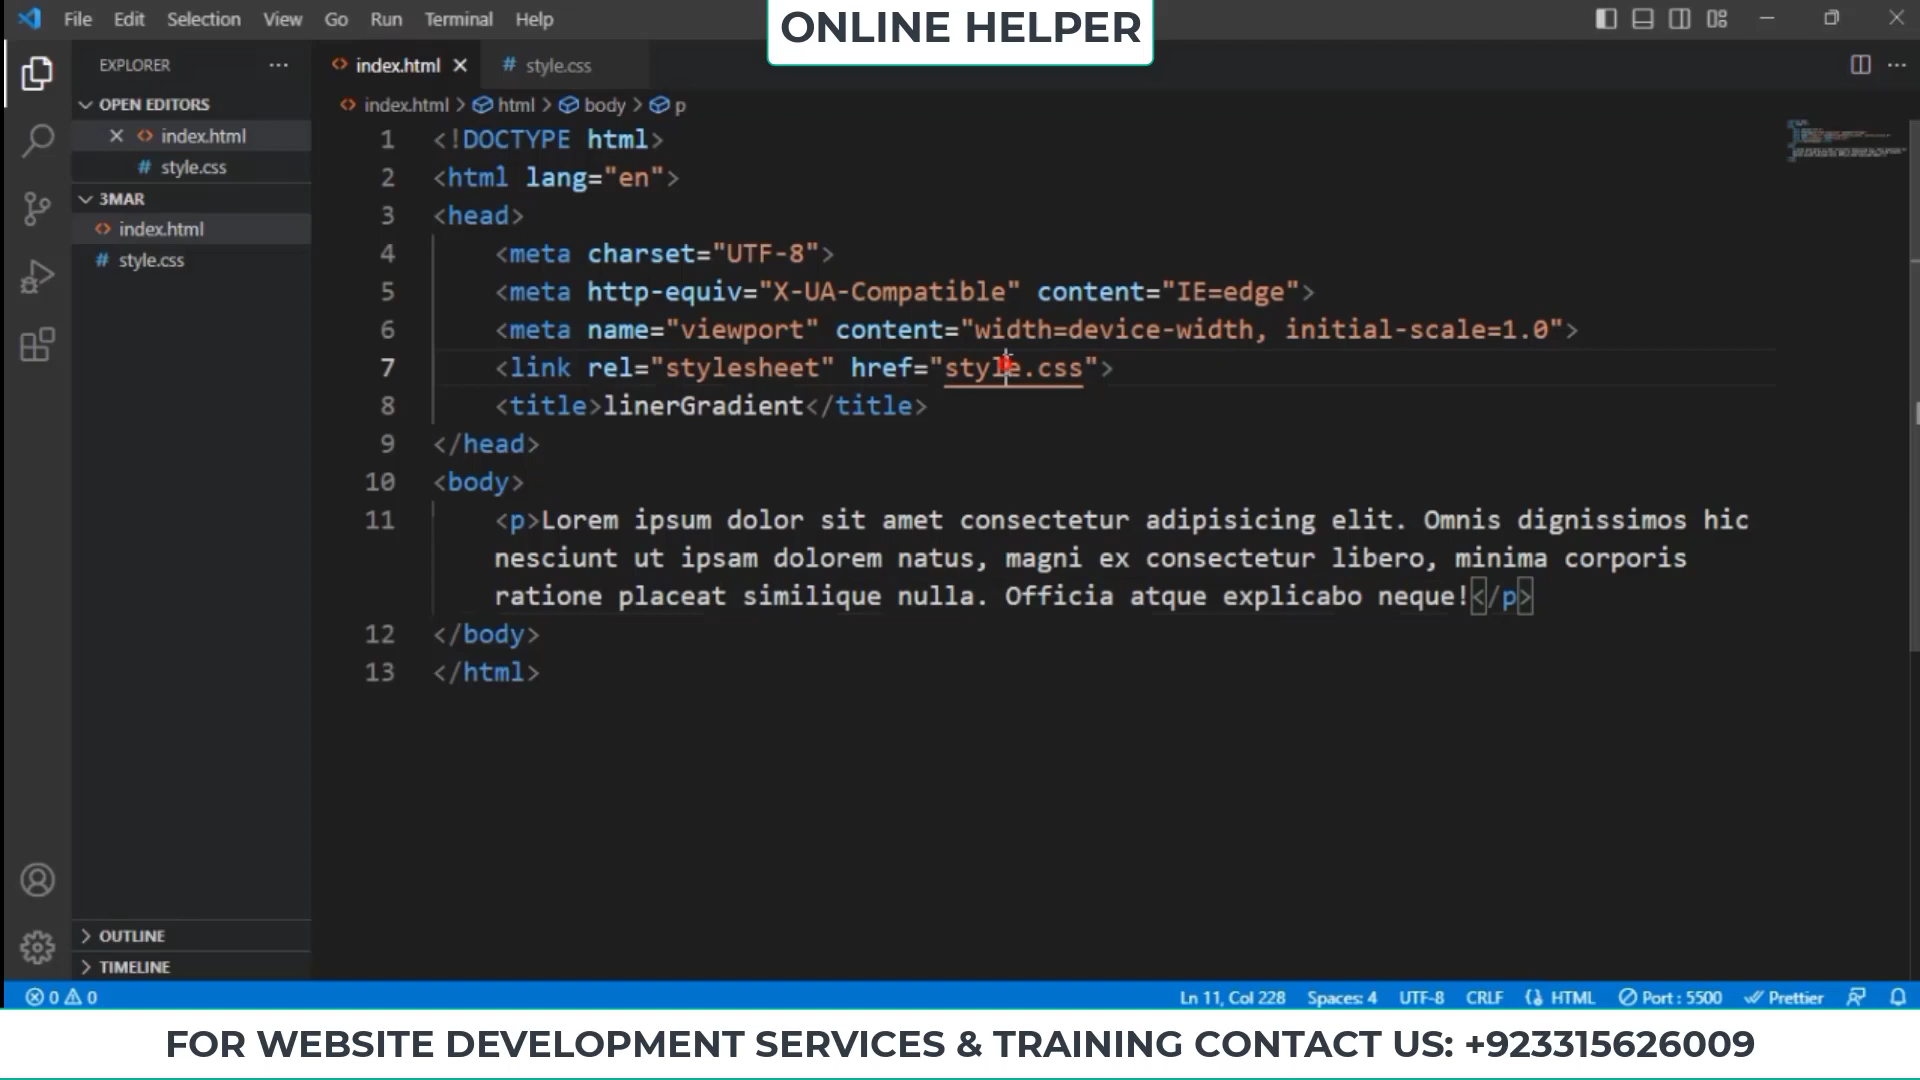 File Edit Selection View Go Run Terminal Help
ONLINE HELPER
EXPLORER
index.html
style.css
OPEN EDITORS
index.html
style.css
3MAR
index.html
style.css
index.html > html > body > p
1 <!DOCTYPE html>
2 <html lang="en">
3 <head>
4 <meta charset="UTF-8">
5 <meta http-equiv="X-UA-Compatible" content="IE=edge">
6 <meta name="viewport" content="width=device-width, initial-scale=1.0">
7 <link rel="stylesheet" href="style.css">
8 <title>linerGradient</title>
9 </head>
10 <body>
11 <p>Lorem ipsum dolor sit amet consectetur adipisicing elit. Omnis dignissimos hic
nesciunt ut ipsam dolorem natus, magni ex consectetur libero, minima corporis
ratione placeat similique nulla. Officia atque explicabo neque!</p>
12 </body>
13 </html>
OUTLINE
TIMELINE
0 0 Ln 11, Col 228 Spaces: 4 UTF-8 CRLF HTML Port : 5500 Prettier
FOR WEBSITE DEVELOPMENT SERVICES & TRAINING CONTACT US: +923315626009